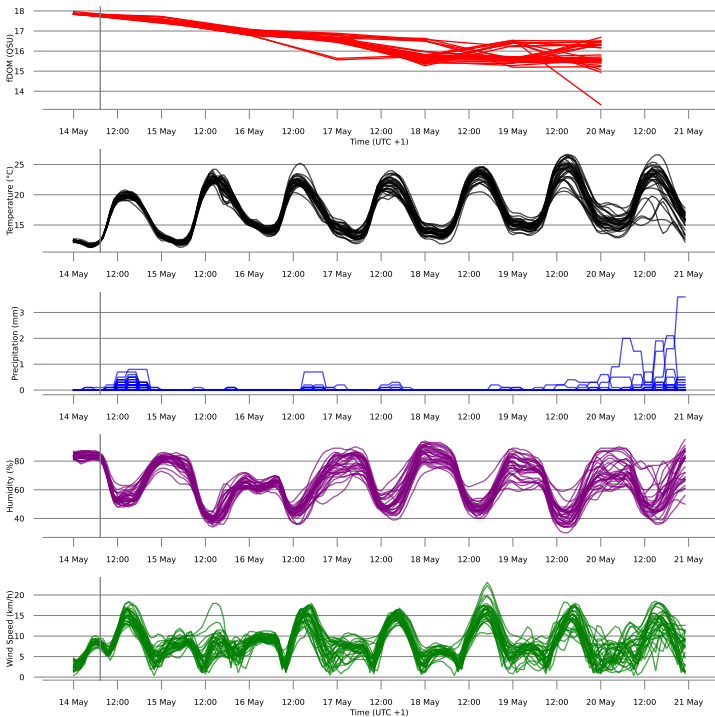 18
17
16
15
14
fDOM (QSU)
14 May 12:00 15 May 12:00 16 May 12:00 17 May 12:00 18 May 12:00 19 May 12:00 20 May 12:00 21 May
Time (UTC +1)
25
20
15
Temperature (°C)
14 May 12:00 15 May 12:00 16 May 12:00 17 May 12:00 18 May 12:00 19 May 12:00 20 May 12:00 21 May
3
2
1
0
Precipitation (mm)
14 May 12:00 15 May 12:00 16 May 12:00 17 May 12:00 18 May 12:00 19 May 12:00 20 May 12:00 21 May
80
60
40
Humidity (%)
14 May 12:00 15 May 12:00 16 May 12:00 17 May 12:00 18 May 12:00 19 May 12:00 20 May 12:00 21 May
20
15
10
5
0
Wind Speed (km/h)
14 May 12:00 15 May 12:00 16 May 12:00 17 May 12:00 18 May 12:00 19 May 12:00 20 May 12:00 21 May
Time (UTC +1)